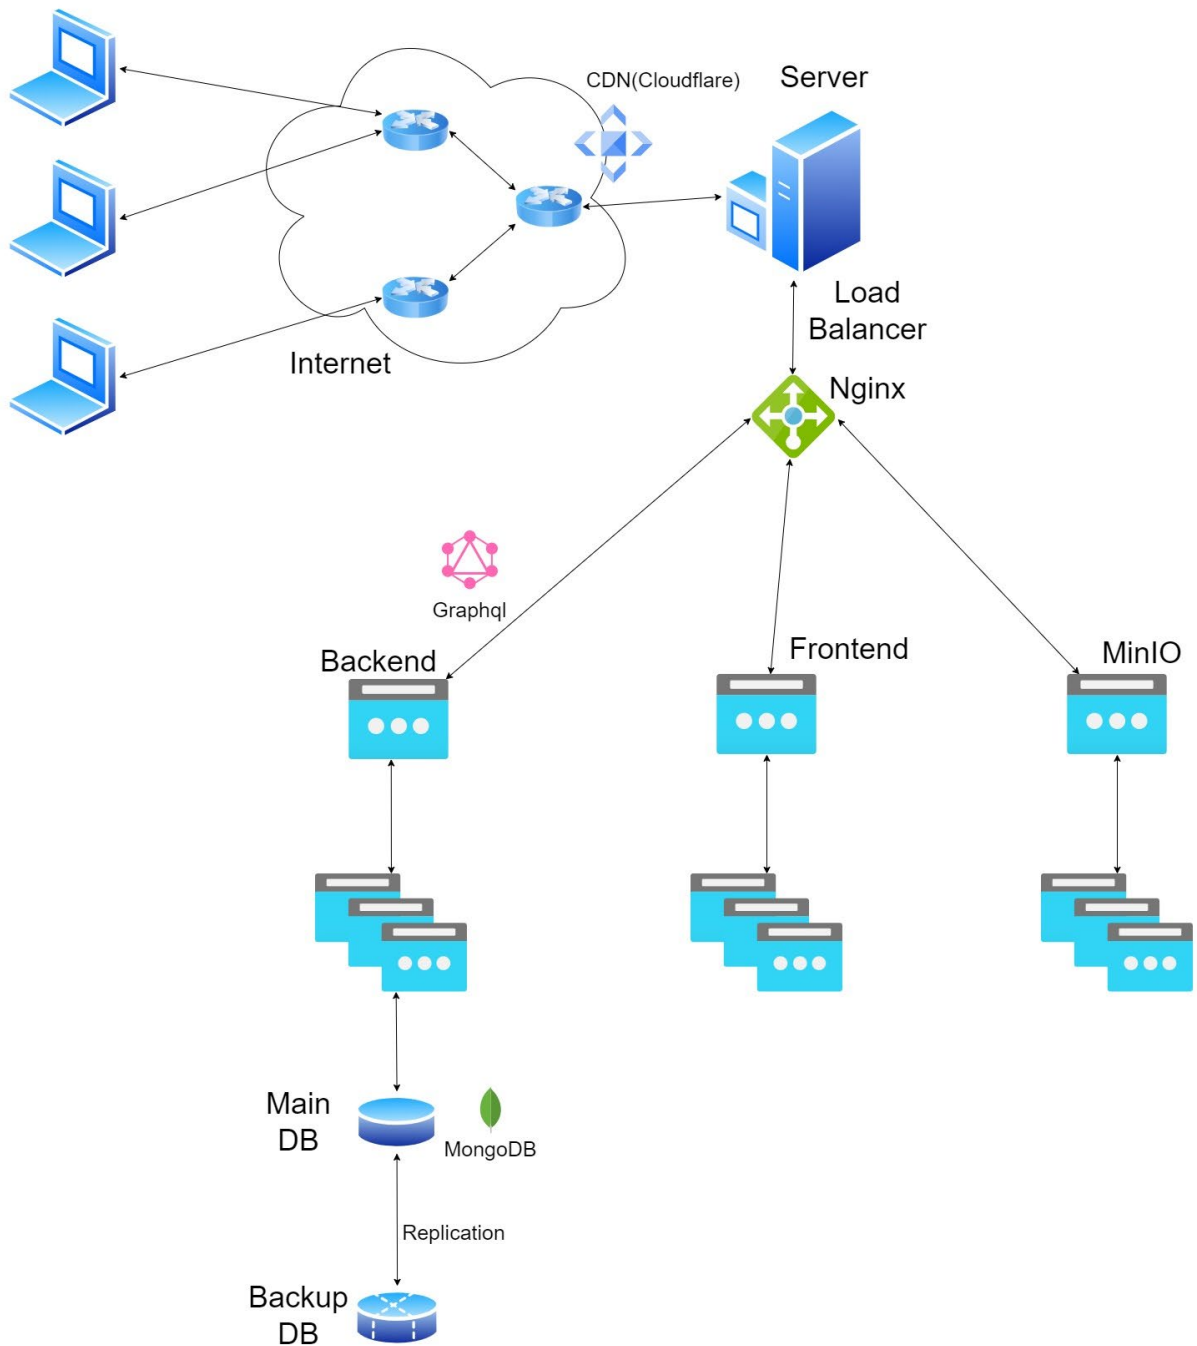 CDN(Cloudflare)
Server
Internet
Load
Balancer
Nginx
Graphql
Backend
Frontend
MinIO
Main
DB
MongoDB
Replication
Backup
DB